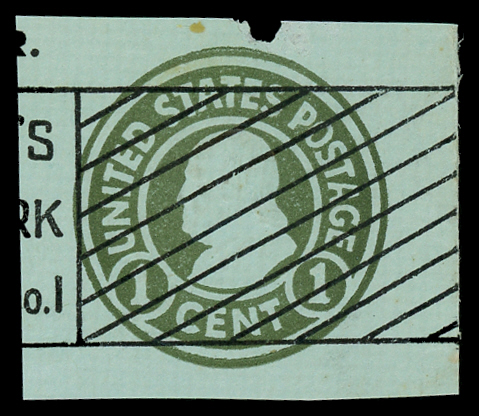 R.
TS
RK
o.1
UNITED STATES POSTAGE
1 CENT 1